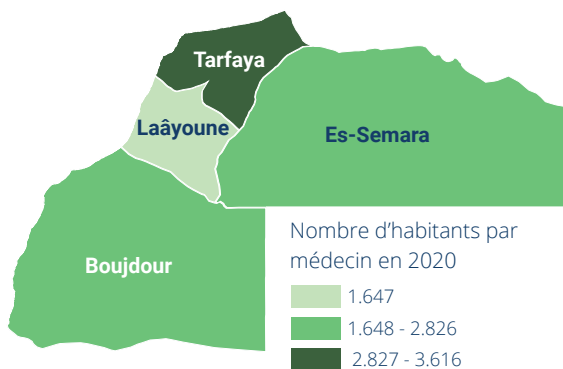 Tarfaya
Laâyoune
Es-Semara
Boujdour
Nombre d'habitants par
médecin en 2020
1.647
1.648 - 2.826
2.827 - 3.616